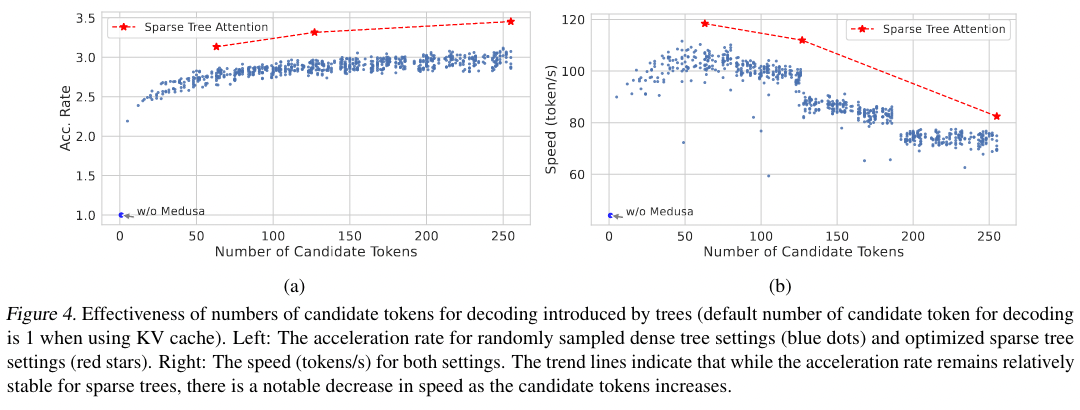 3.5
3.0
2.5
2.0
1.5
1.0
Acc. Rate
Sparse Tree Attention
w/o Medusa
0 50 100 150 200 250
Number of Candidate Tokens
(a)
120
100
80
60
Speed (token/s)
Sparse Tree Attention
w/o Medusa
0 50 100 150 200 250
Number of Candidate Tokens
(b)
Figure 4. Effectiveness of numbers of candidate tokens for decoding introduced by trees (default number of candidate token for decoding
is 1 when using KV cache). Left: The acceleration rate for randomly sampled dense tree settings (blue dots) and optimized sparse tree
settings (red stars). Right: The speed (tokens/s) for both settings. The trend lines indicate that while the acceleration rate remains relatively
stable for sparse trees, there is a notable decrease in speed as the candidate tokens increases.